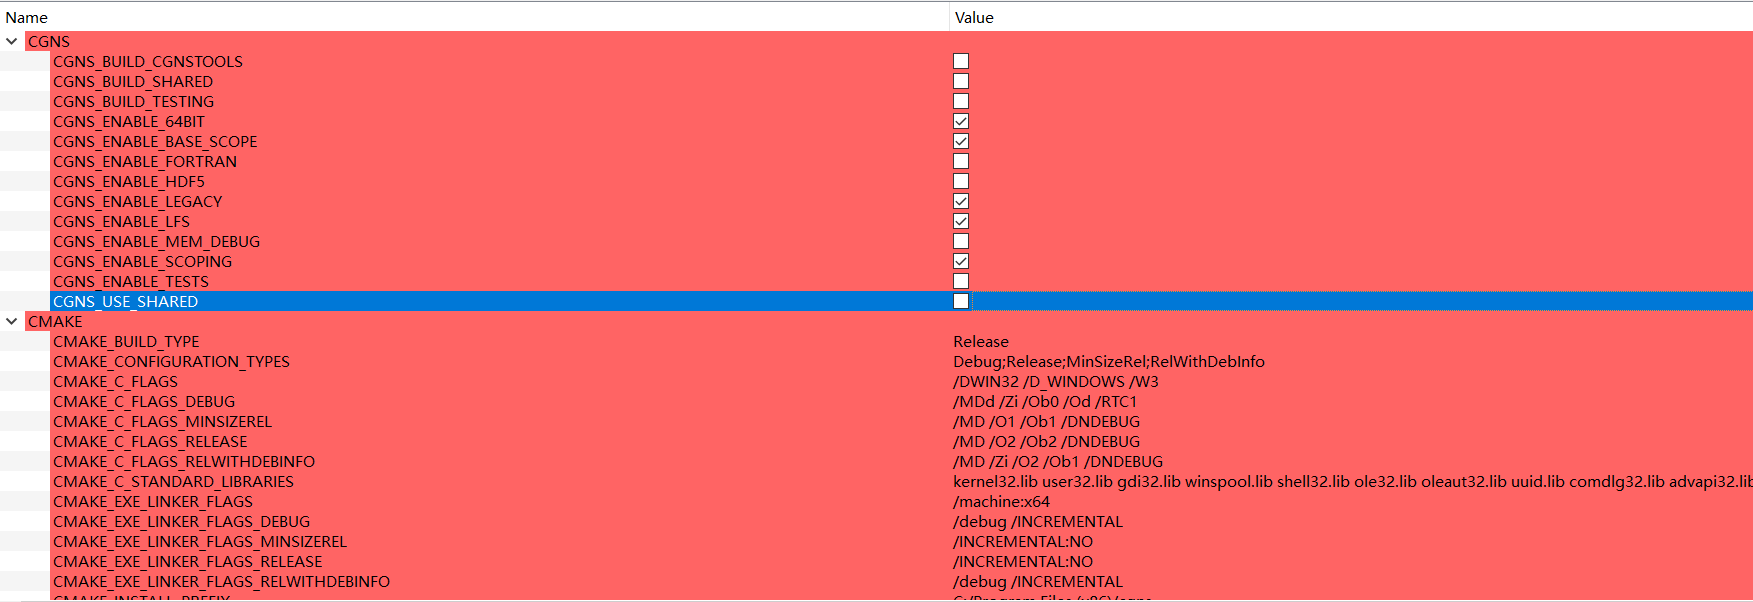 Name Value
CGNS
CGNS_BUILD_CGNSTOOLS
CGNS_BUILD_SHARED
CGNS_BUILD_TESTING
CGNS_ENABLE_64BIT
CGNS_ENABLE_BASE_SCOPE
CGNS_ENABLE_FORTRAN
CGNS_ENABLE_HDF5
CGNS_ENABLE_LEGACY
CGNS_ENABLE_LFS
CGNS_ENABLE_MEM_DEBUG
CGNS_ENABLE_SCOPING
CGNS_ENABLE_TESTS
CGNS_USE_SHARED
CMAKE
CMAKE_BUILD_TYPE Release
CMAKE_CONFIGURATION_TYPES Debug;Release;MinSizeRel;RelWithDebInfo
CMAKE_C_FLAGS /DWIN32 /D_WINDOWS /W3
CMAKE_C_FLAGS_DEBUG /MDd /Zi /Ob0 /Od /RTC1
CMAKE_C_FLAGS_MINSIZEREL /MD /O1 /Ob1 /DNDEBUG
CMAKE_C_FLAGS_RELEASE /MD /O2 /Ob2 /DNDEBUG
CMAKE_C_FLAGS_RELWITHDEBINFO /MD /Zi /O2 /Ob1 /DNDEBUG
CMAKE_C_STANDARD_LIBRARIES kernel32.lib user32.lib gdi32.lib winspool.lib shell32.lib ole32.lib oleaut32.lib uuid.lib comdlg32.lib advapi32.lib
CMAKE_EXE_LINKER_FLAGS /machine:x64
CMAKE_EXE_LINKER_FLAGS_DEBUG /debug /INCREMENTAL
CMAKE_EXE_LINKER_FLAGS_MINSIZEREL /INCREMENTAL:NO
CMAKE_EXE_LINKER_FLAGS_RELEASE /INCREMENTAL:NO
CMAKE_EXE_LINKER_FLAGS_RELWITHDEBINFO /debug /INCREMENTAL